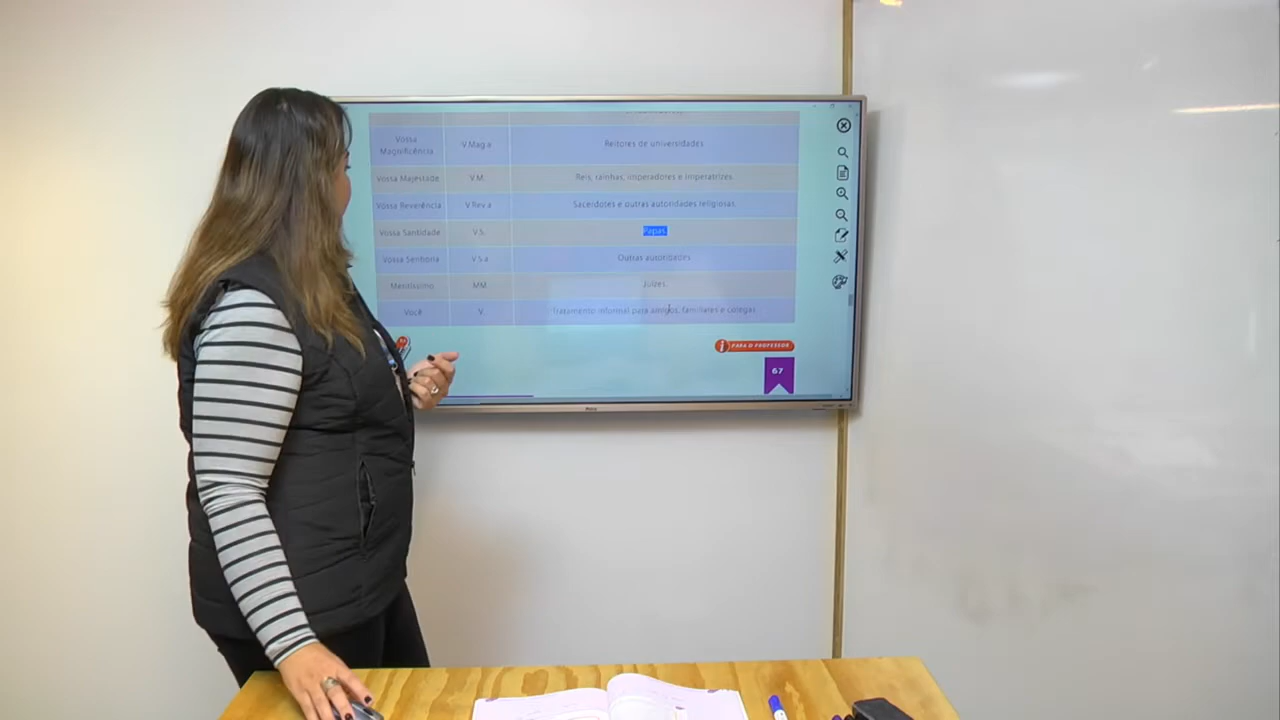 Vossa
Magnificência
V.Mag.a
Reitores de universidades
Vossa Majestade
V.M.
Reis, rainhas, imperadores e imperatrizes.
Vossa Reverência
V.Rev.a
Sacerdotes e outras autoridades religiosas.
Vossa Santidade
V.S.
Papas.
Vossa Senhoria
V.S.a
Outras autoridades
Meritíssimo
MM.
Juízes.
Você
V.
Tratamento informal para amigos, familiares e colegas
PARA O PROFESSOR
67